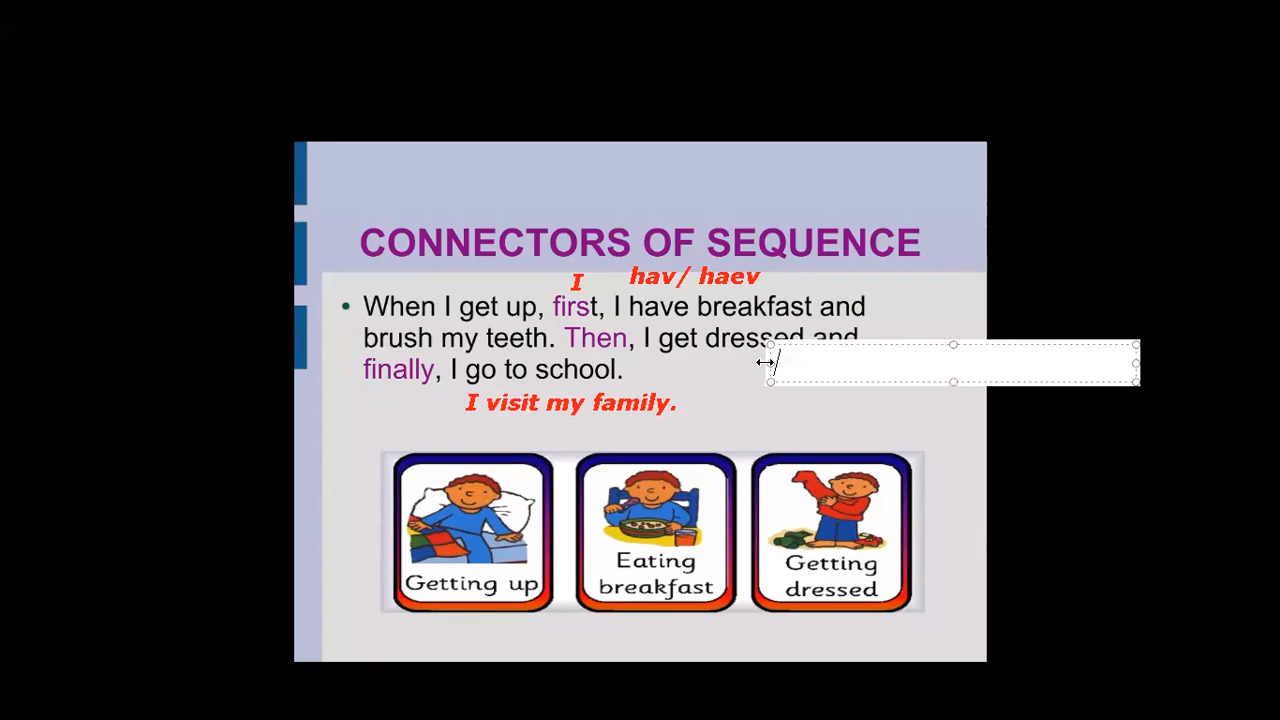 CONNECTORS OF SEQUENCE
I hav/ haev
• When I get up, first, I have breakfast and
brush my teeth. Then, I get dressed and
finally, I go to school.
I visit my family.
Getting up
Eating
breakfast
Getting
dressed